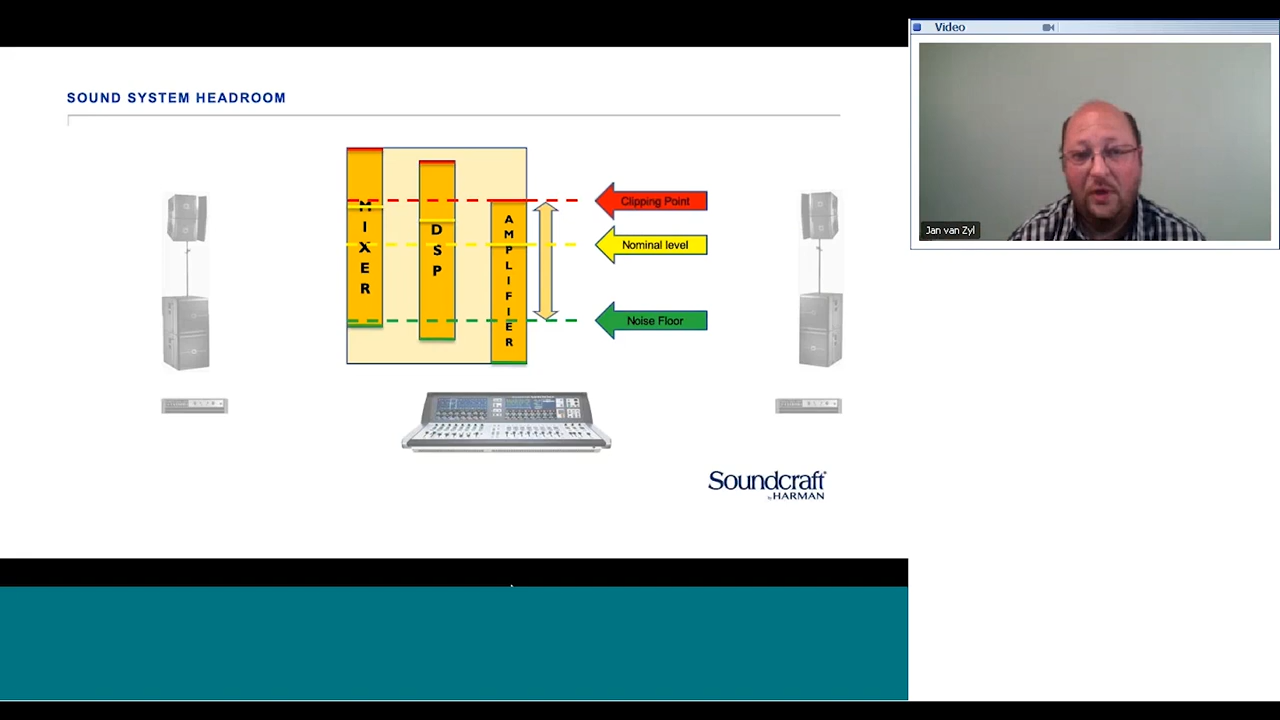 Video
SOUND SYSTEM HEADROOM
MIXER
DSP
AMPLIFIER
Clipping Point
Nominal level
Noise Floor
Jan van Zyl
Soundcraft®
by HARMAN